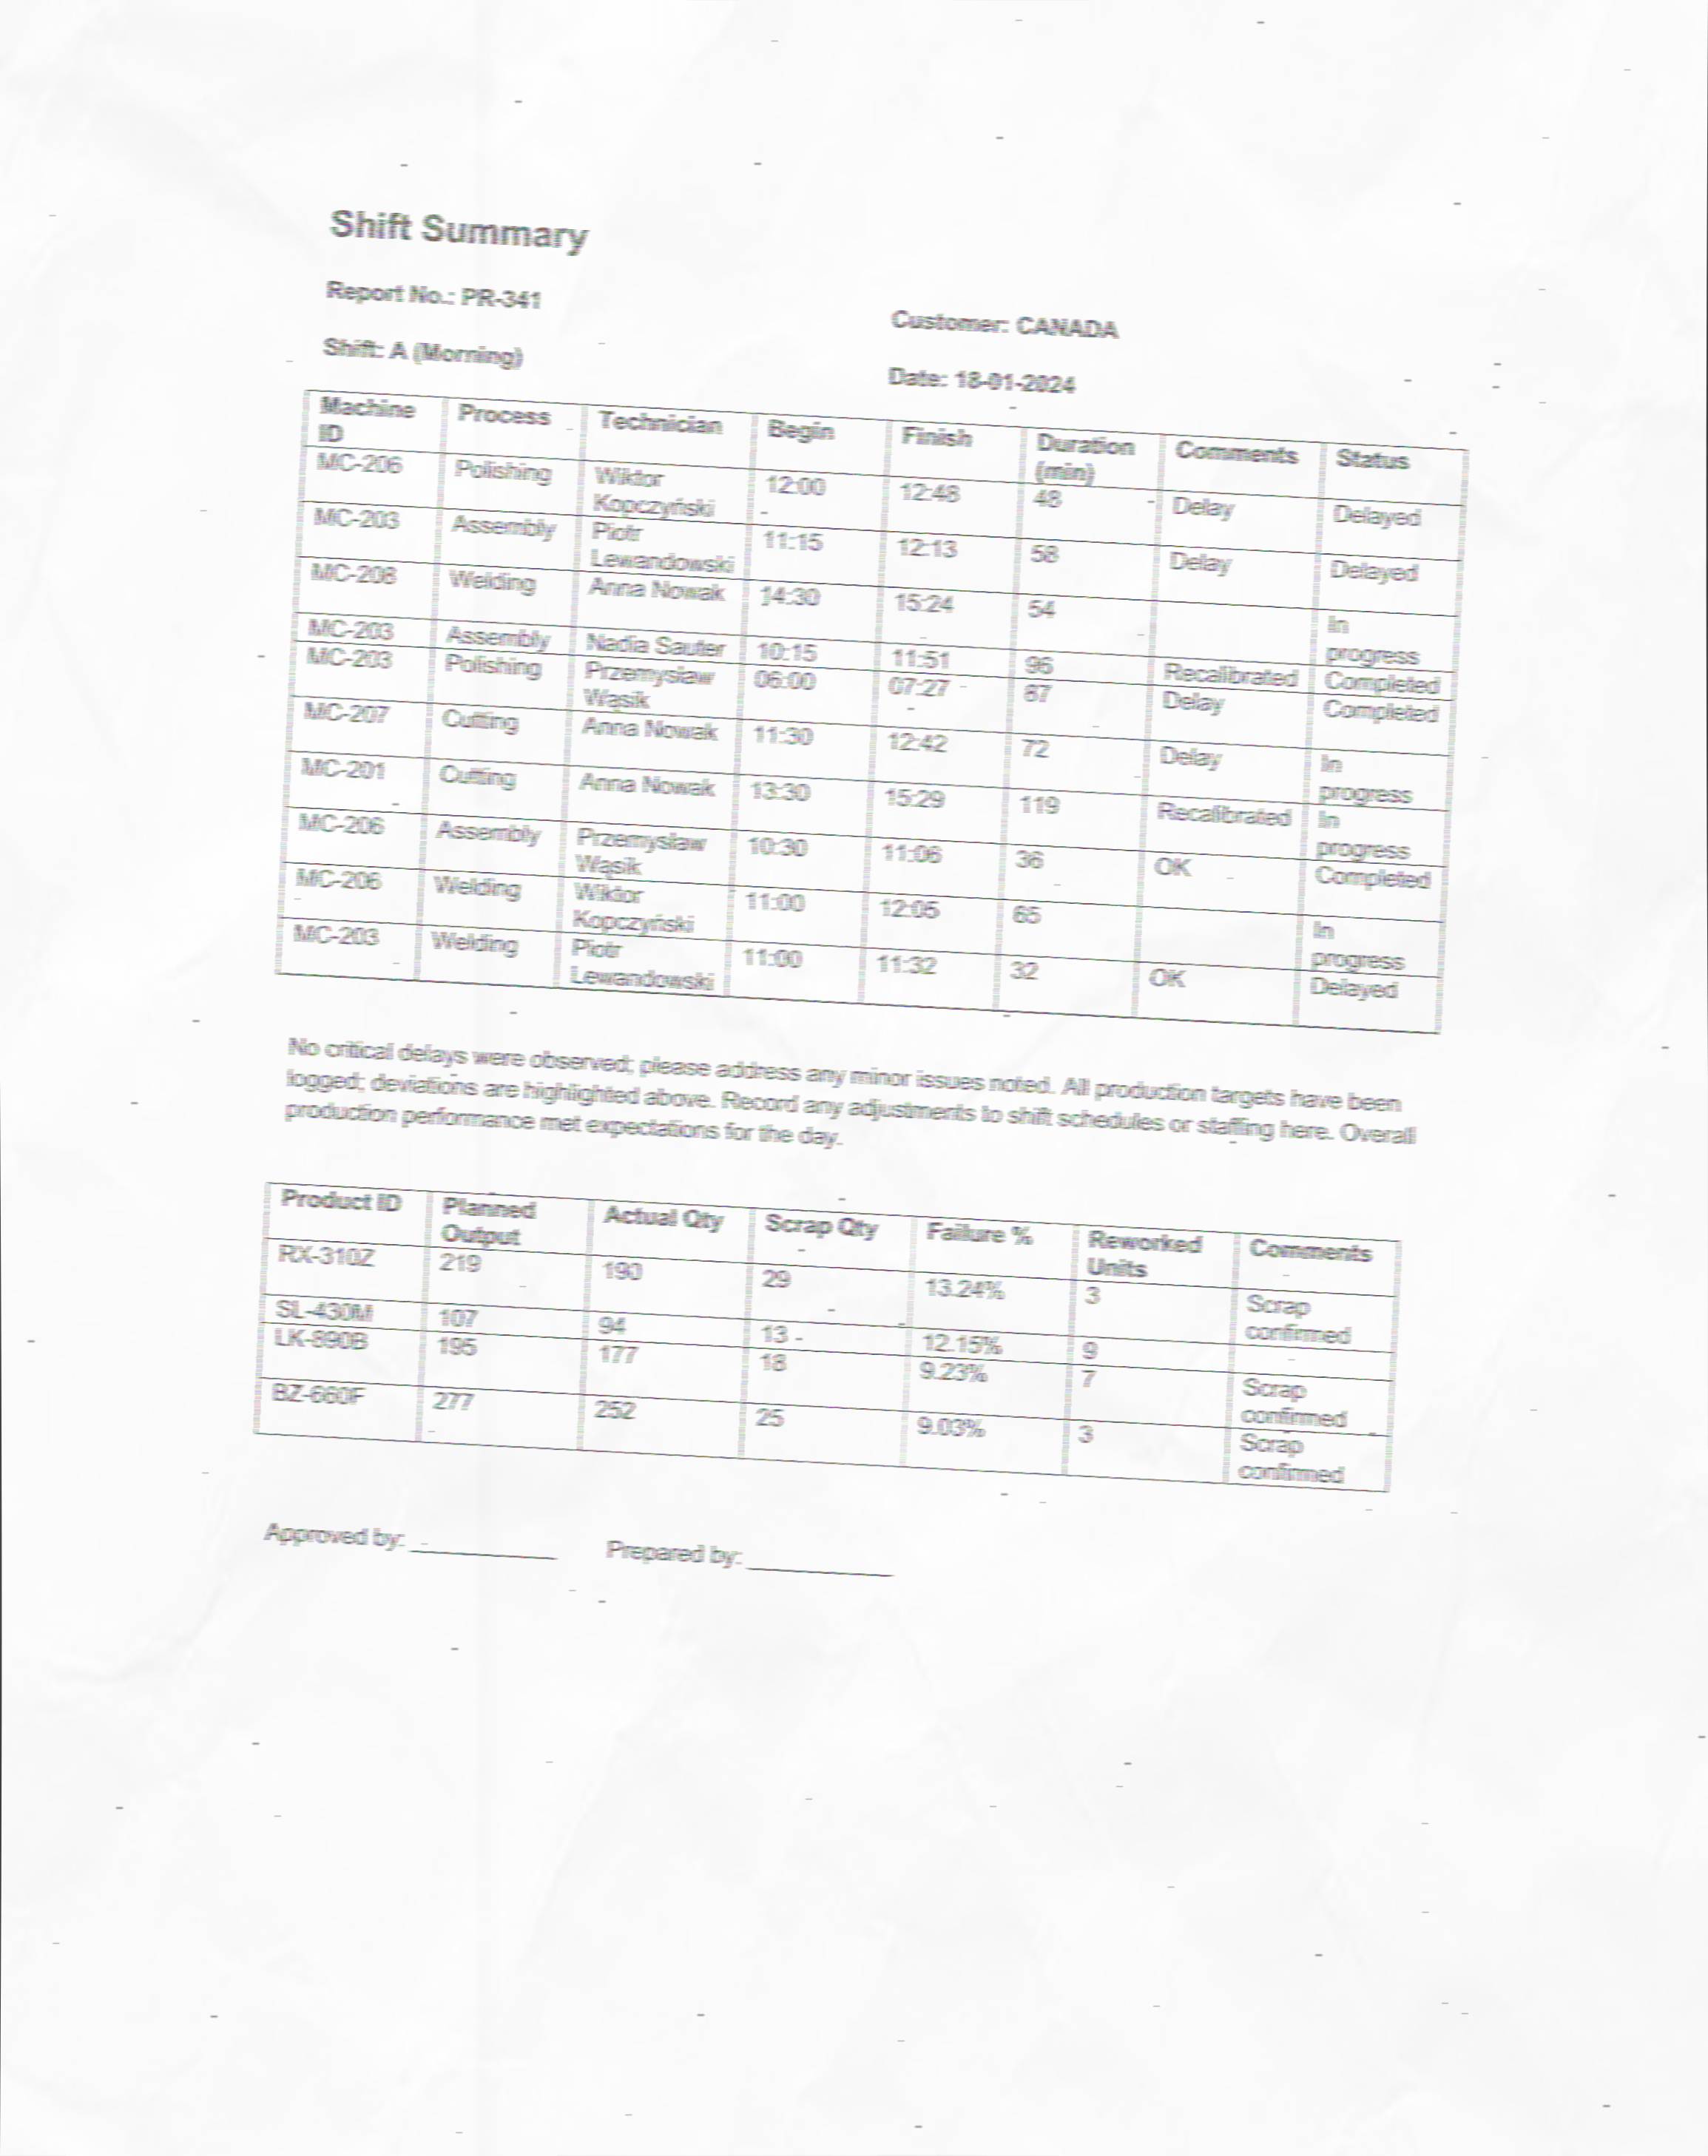 Shift Summary
Report No.: PR-341
Customer: CANADA
Shift: A (Morning)
Date: 18-01-2024
Machine ID Process Technician Begin Finish Duration (min) Comments Status
MC-206 Polishing Wiktor Kopczyński 12:00 12:48 48 Delay Delayed
MC-203 Assembly Piotr Lewandowski 11:15 12:13 58 Delay Delayed
MC-208 Welding Anna Nowak 14:30 15:24 54 In progress
MC-203 Assembly Nadia Sauter 10:15 11:51 96 Recalibrated Completed
MC-203 Polishing Przemysław Wąsik 06:00 07:27 87 Delay Completed
MC-207 Cutting Anna Nowak 11:30 12:42 72 Delay In progress
MC-201 Cutting Anna Nowak 13:30 15:29 119 Recalibrated In progress
MC-206 Assembly Przemysław Wąsik 10:30 11:06 36 OK Completed
MC-206 Welding Wiktor Kopczyński 11:00 12:05 65 In progress
MC-203 Welding Piotr Lewandowski 11:00 11:32 32 OK Delayed
No critical delays were observed; please address any minor issues noted. All production targets have been
logged; deviations are highlighted above. Record any adjustments to shift schedules or staffing here. Overall
production performance met expectations for the day.
Product ID Planned Output Actual Qty Scrap Qty Failure % Reworked Units Comments
RX-310Z 219 190 29 13.24% 3 Scrap confirmed
SL-430M 107 94 13 12.15% 9
LK-890B 195 177 18 9.23% 7 Scrap confirmed
BZ-660F 277 252 25 9.03% 3 Scrap confirmed
Approved by: ____________ Prepared by: ____________